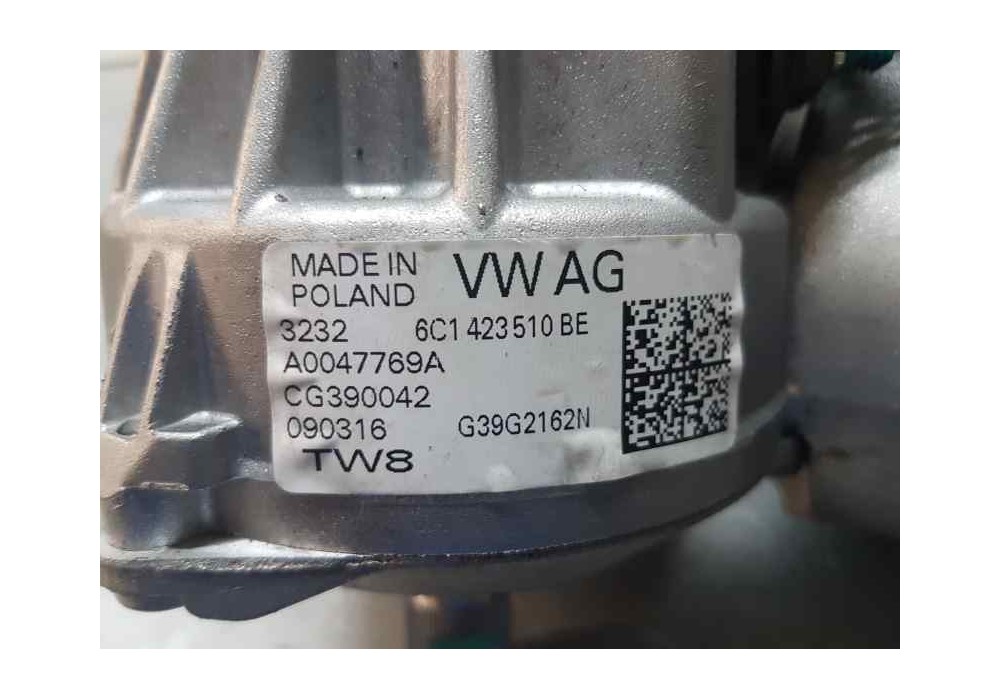 MADE IN VW AG
POLAND
3232 6C1 423 510 BE
A0047769A
CG390042
090316 G39G2162N
TW8